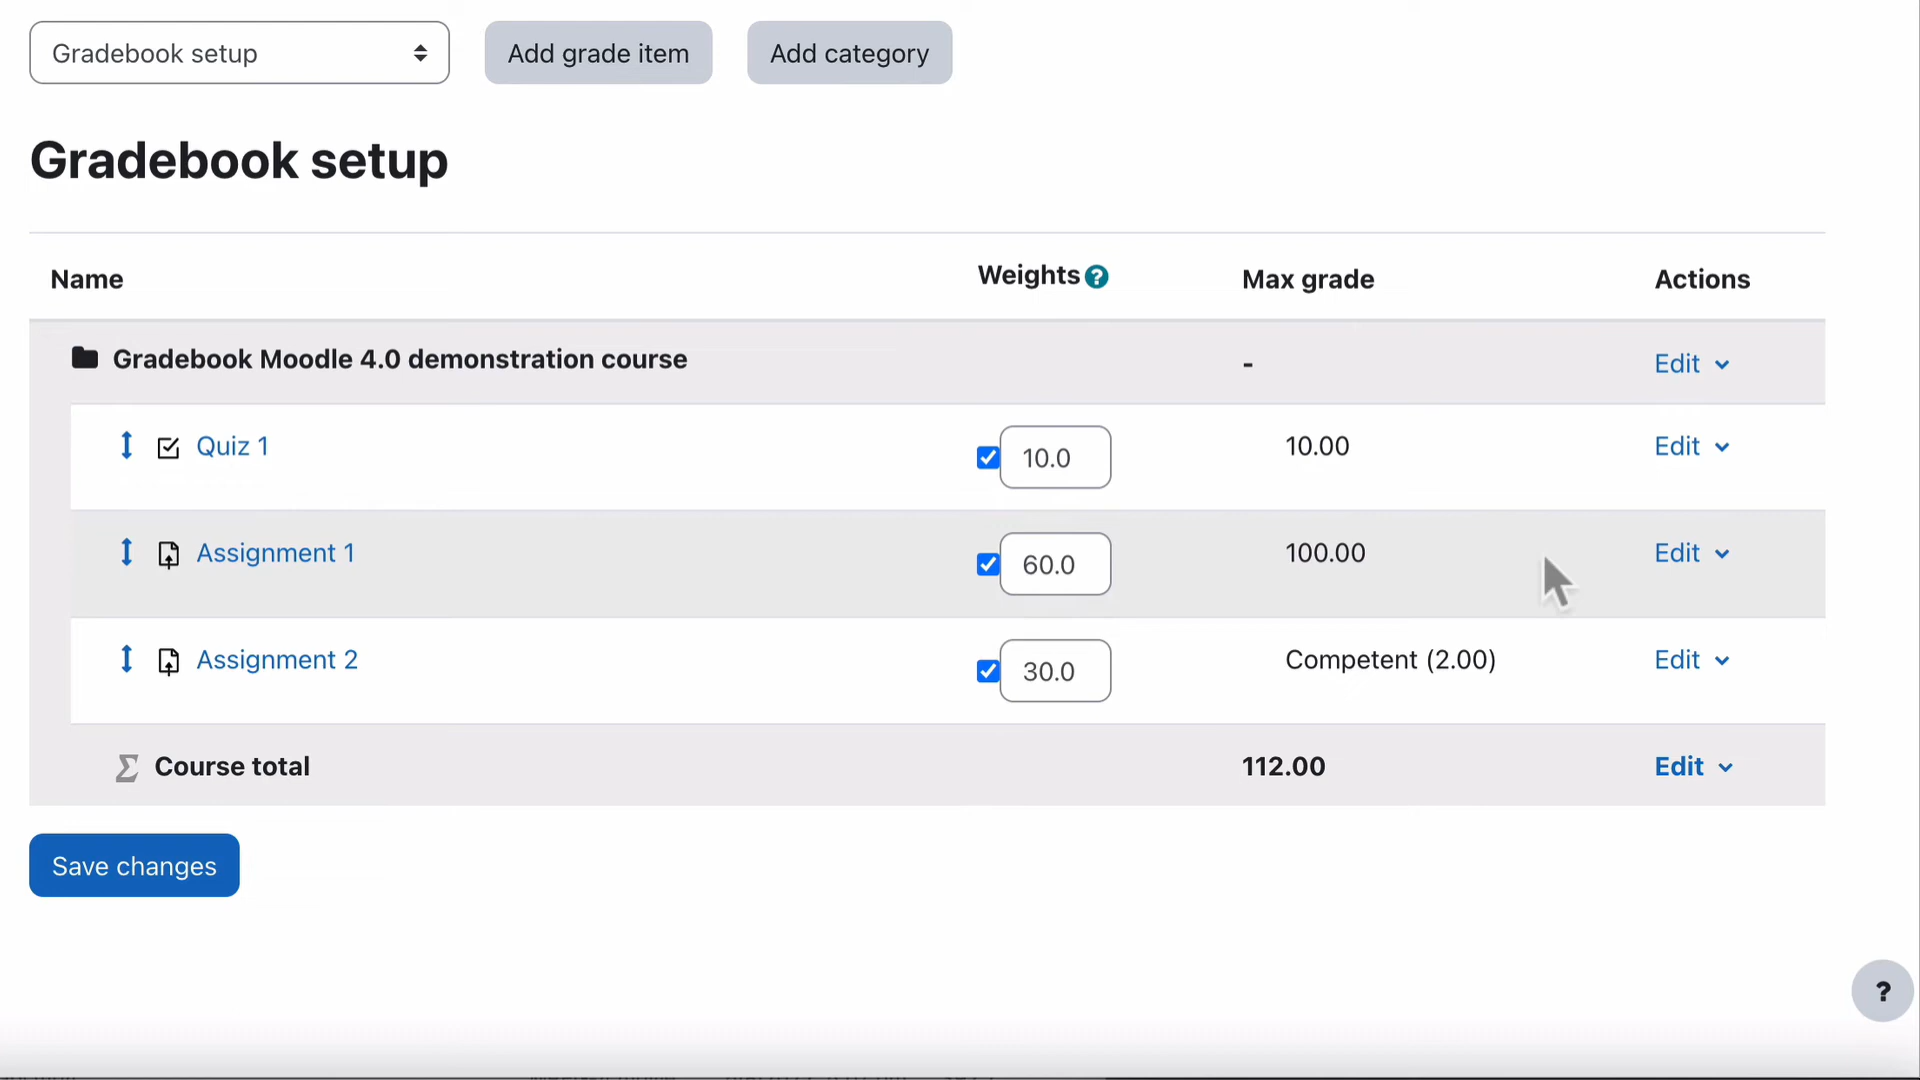 Gradebook setup
Add grade item
Add category
Gradebook setup
Name Weights ? Max grade Actions
Gradebook Moodle 4.0 demonstration course - Edit
Quiz 1 10.0 10.00 Edit
Assignment 1 60.0 100.00 Edit
Assignment 2 30.0 Competent (2.00) Edit
Σ Course total 112.00 Edit
Save changes
?